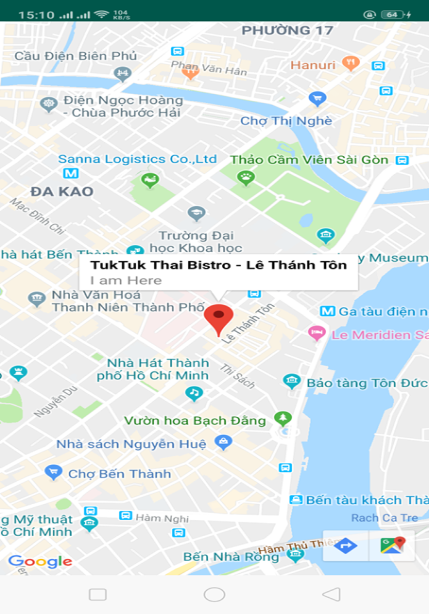 15:10
104
KB/S
64
PHƯỜNG 17
Cầu Điện Biên Phủ
Phan Văn Hân
Hanuri
Điện Ngọc Hoàng
- Chùa Phước Hải
Chợ Thị Nghè
Sanna Logistics Co.,Ltd
Thảo Cầm Viên Sài Gòn
M
ĐA KAO
Mạc Đĩnh Chi
Trường Đại
học Khoa học
hà hát Bến Thành
y Museum
TukTuk Thai Bistro - Lê Thánh Tôn
I am Here
Nhà Văn Hoá
Thanh Niên Thành Phố
M
Ga tàu điện n
Lê Thánh Tôn
Le Meridien Sa
Nhà Hát Thành
phố Hồ Chí Minh
Thi Sách
Bảo tàng Tôn Đức
Nguyễn Du
Vườn hoa Bạch Đằng
Nhà sách Nguyễn Huệ
Chợ Bến Thành
Bến tàu khách Thà
g Mỹ thuật
ồ Chí Minh
Hàm Nghi
Rach Ca Tre
Hầm Thủ Thiê
Bến Nhà Rồng
Google